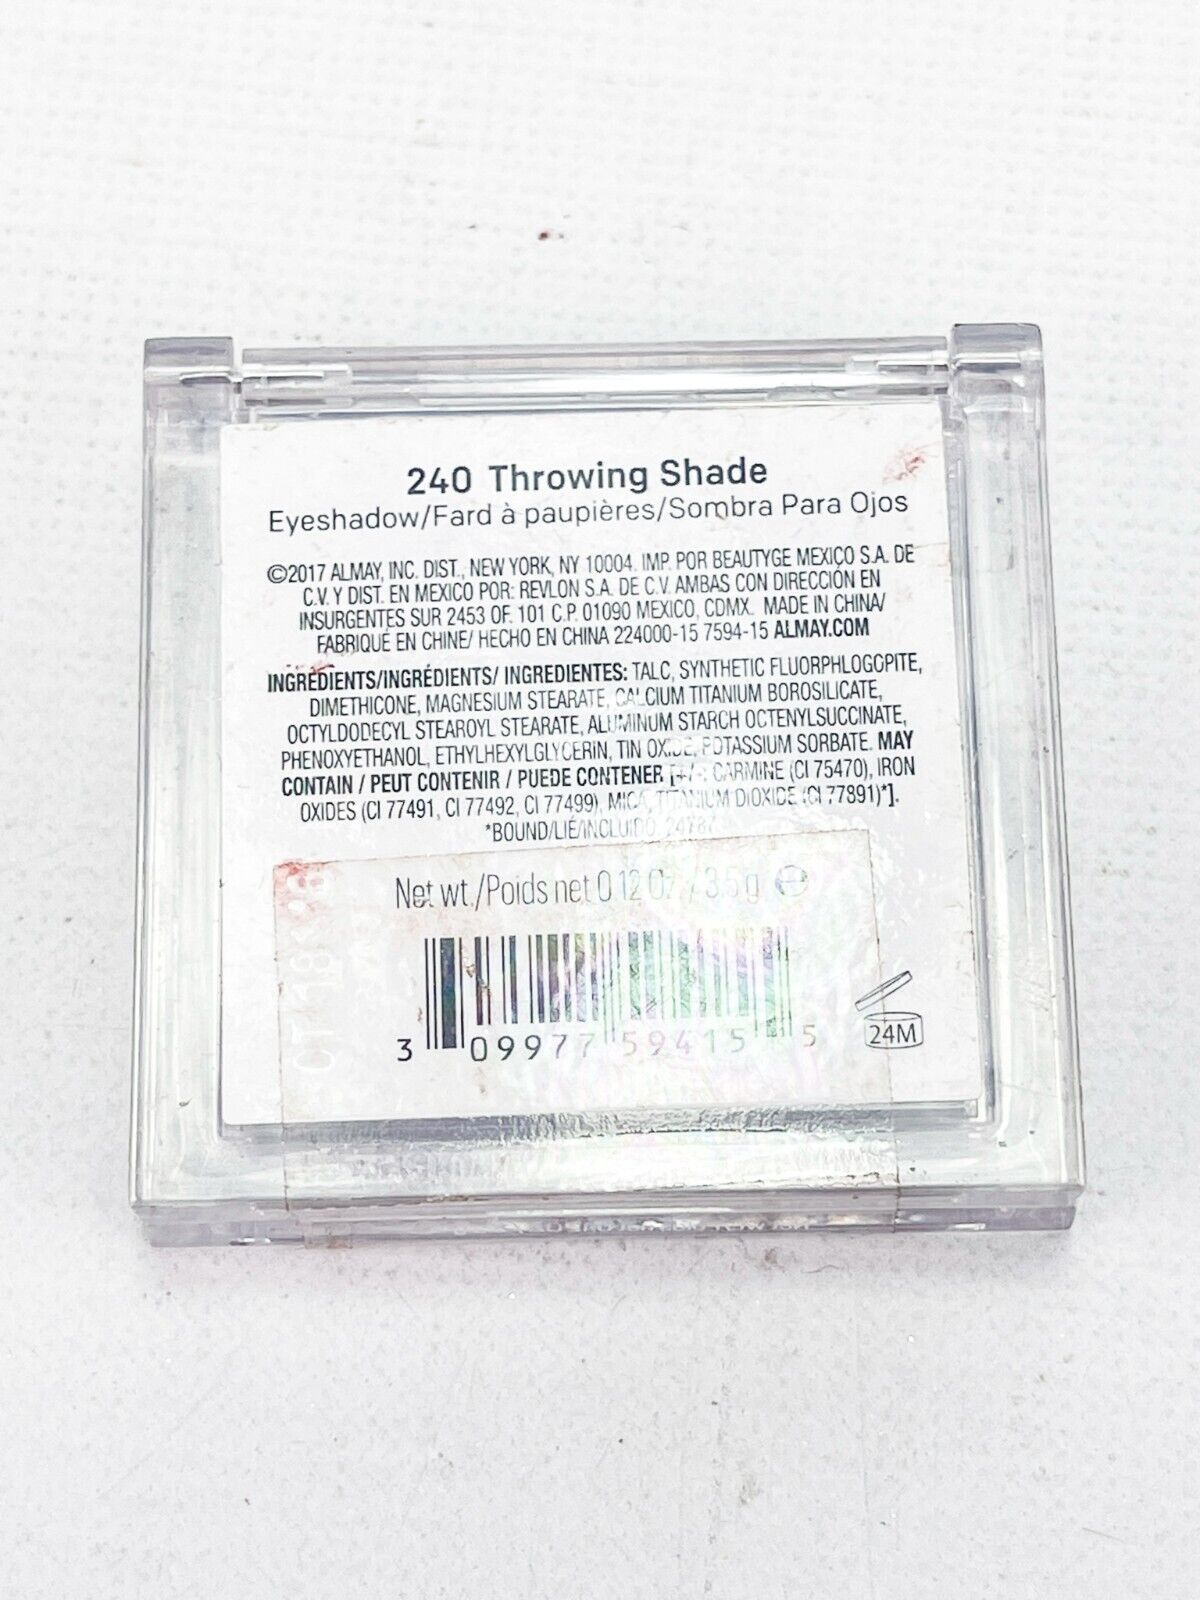 240 Throwing Shade
Eyeshadow/Fard à paupières/Sombra Para Ojos
©2017 ALMAY, INC. DIST., NEW YORK, NY 10004. IMP. POR BEAUTYGE MEXICO S.A. DE
C.V. Y DIST. EN MEXICO POR: REVLON S.A. DE C.V. AMBAS CON DIRECCIÓN EN
INSURGENTES SUR 2453 OF. 101 C.P. 01090 MEXICO, CDMX. MADE IN CHINA/
FABRIQUÉ EN CHINE/ HECHO EN CHINA 224000-15 7594-15 ALMAY.COM
INGREDIENTS/INGRÉDIENTS/ INGREDIENTES: TALC, SYNTHETIC FLUORPHLOGOPITE,
DIMETHICONE, MAGNESIUM STEARATE, CALCIUM TITANIUM BOROSILICATE,
OCTYLDODECYL STEAROYL STEARATE, ALUMINUM STARCH OCTENYLSUCCINATE,
PHENOXYETHANOL, ETHYLHEXYLGLYCERIN, TIN OXIDE, POTASSIUM SORBATE. MAY
CONTAIN / PEUT CONTENIR / PUEDE CONTENER [+/-: CARMINE (CI 75470), IRON
OXIDES (CI 77491, CI 77492, CI 77499), MICA, TITANIUM DIOXIDE (CI 77891)*].
*BOUND/LIÉ/INCLUIDO. 24787
Net wt./Poids net 0.12 OZ / 3.5 g ℮
3 09977 59415 5
24M